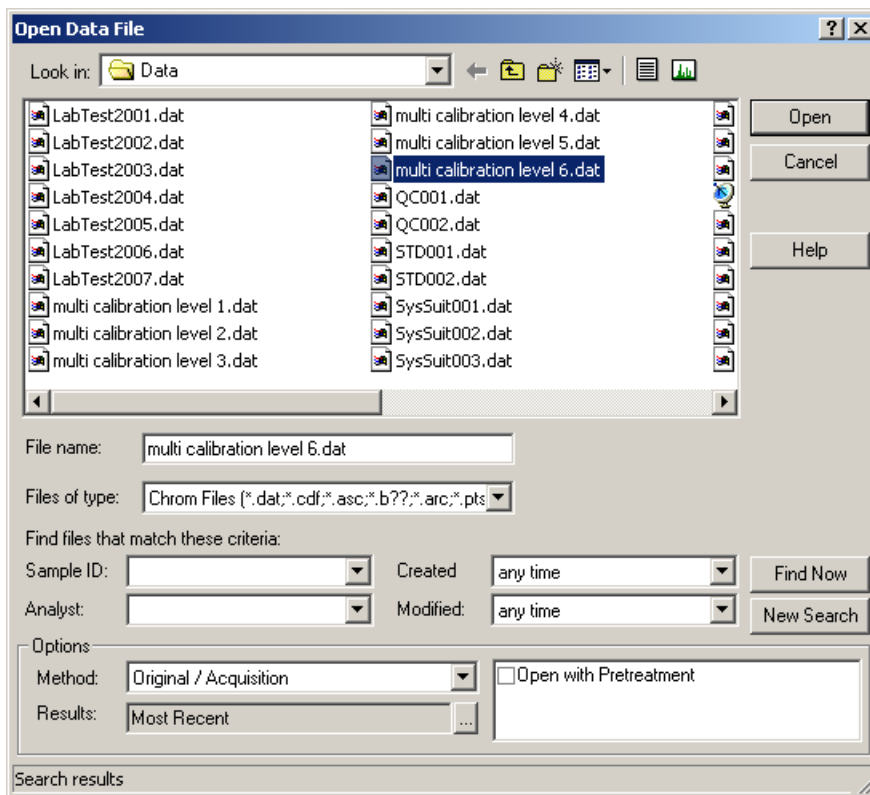 Open Data File
Look in: Data
LabTest2001.dat
LabTest2002.dat
LabTest2003.dat
LabTest2004.dat
LabTest2005.dat
LabTest2006.dat
LabTest2007.dat
multi calibration level 1.dat
multi calibration level 2.dat
multi calibration level 3.dat
multi calibration level 4.dat
multi calibration level 5.dat
multi calibration level 6.dat
QC001.dat
QC002.dat
STD001.dat
STD002.dat
SysSuit001.dat
SysSuit002.dat
SysSuit003.dat
Open
Cancel
Help
File name: multi calibration level 6.dat
Files of type: Chrom Files (*.dat;*.cdf;*.asc;*.b??;*.arc;*.pts
Find files that match these criteria:
Sample ID:
Created any time
Find Now
Analyst:
Modified: any time
New Search
Options
Method: Original / Acquisition
Open with Pretreatment
Results: Most Recent ...
Search results